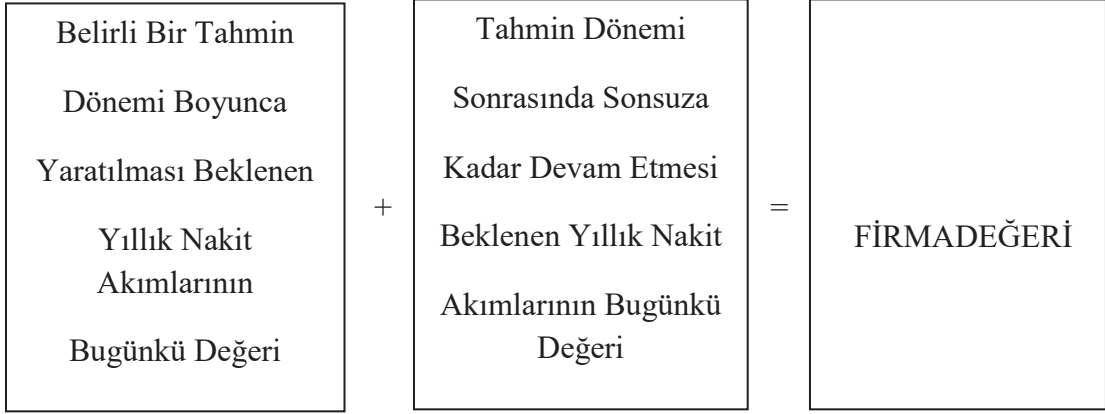 Belirli Bir Tahmin
Dönemi Boyunca
Yaratılması Beklenen
Yıllık Nakit
Akımlarının
Bugünkü Değeri
+
Tahmin Dönemi
Sonrasında Sonsuza
Kadar Devam Etmesi
Beklenen Yıllık Nakit
Akımlarının Bugünkü
Değeri
=
FİRMADEĞERİ